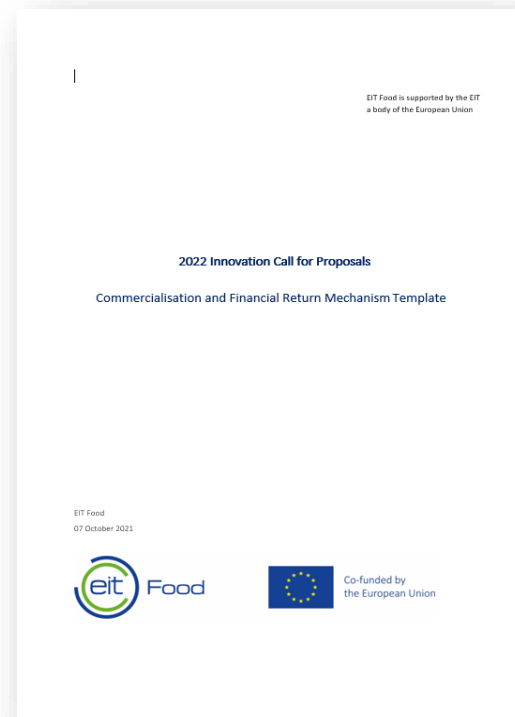 EIT Food is supported by the EIT
a body of the European Union
2022 Innovation Call for Proposals
Commercialisation and Financial Return Mechanism Template
EIT Food
07 October 2021
eit Food
Co-funded by
the European Union